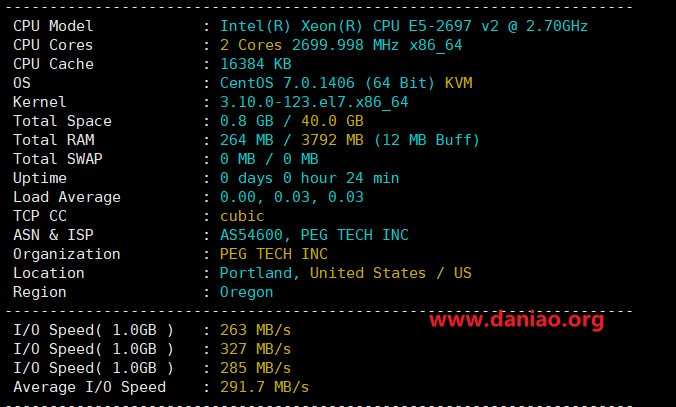 ----------------------------------------------------------------------
CPU Model : Intel(R) Xeon(R) CPU E5-2697 v2 @ 2.70GHz
CPU Cores : 2 Cores 2699.998 MHz x86_64
CPU Cache : 16384 KB
OS : CentOS 7.0.1406 (64 Bit) KVM
Kernel : 3.10.0-123.el7.x86_64
Total Space : 0.8 GB / 40.0 GB
Total RAM : 264 MB / 3792 MB (12 MB Buff)
Total SWAP : 0 MB / 0 MB
Uptime : 0 days 0 hour 24 min
Load Average : 0.00, 0.03, 0.03
TCP CC : cubic
ASN & ISP : AS54600, PEG TECH INC
Organization : PEG TECH INC
Location : Portland, United States / US
Region : Oregon
----------------------------------------------------------------------
www.daniao.org
I/O Speed( 1.0GB ) : 263 MB/s
I/O Speed( 1.0GB ) : 327 MB/s
I/O Speed( 1.0GB ) : 285 MB/s
Average I/O Speed : 291.7 MB/s
----------------------------------------------------------------------